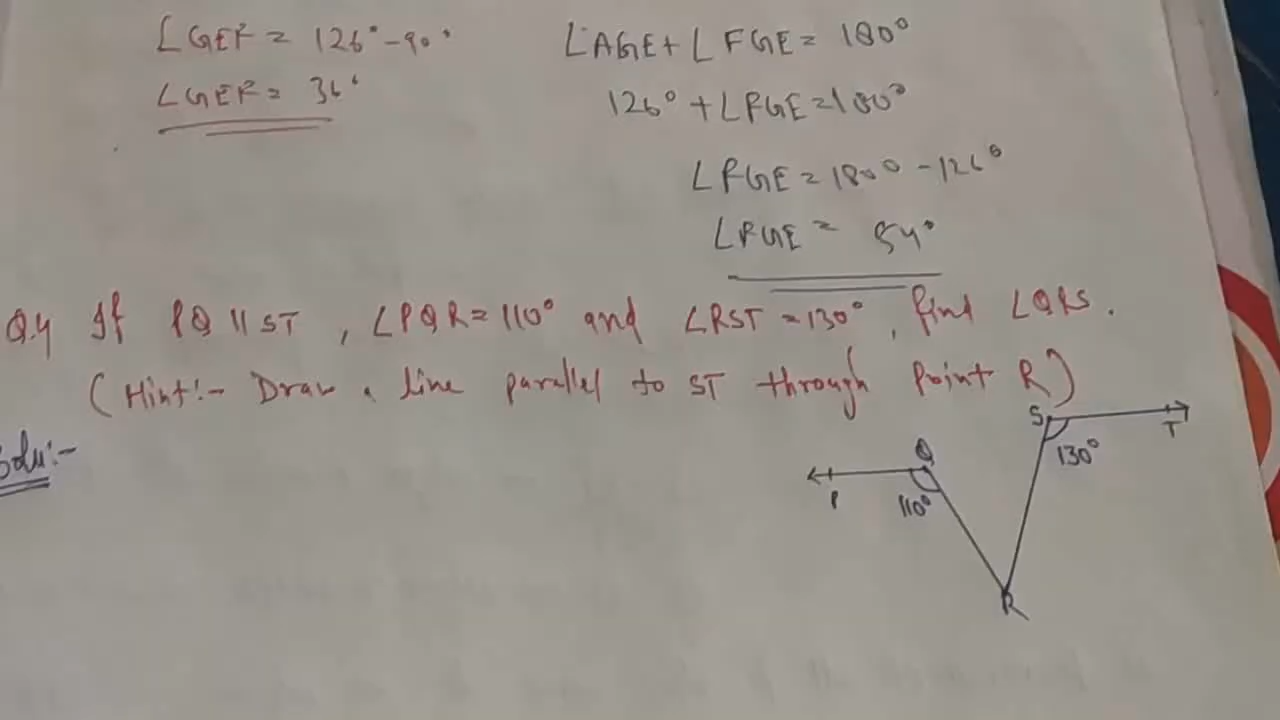 ∠GEF = 126° - 90°
∠GEF = 36°
∠AGE + ∠FGE = 180°
126° + ∠FGE = 180°
∠FGE = 180° - 126°
∠FGE = 54°
Q.4 If PQ || ST , ∠PQR = 110° and ∠RST = 130° , find ∠QRS .
(Hint:- Draw a line parallel to ST through Point R)
Solu:-
S
T
130°
Q
P
110°
R